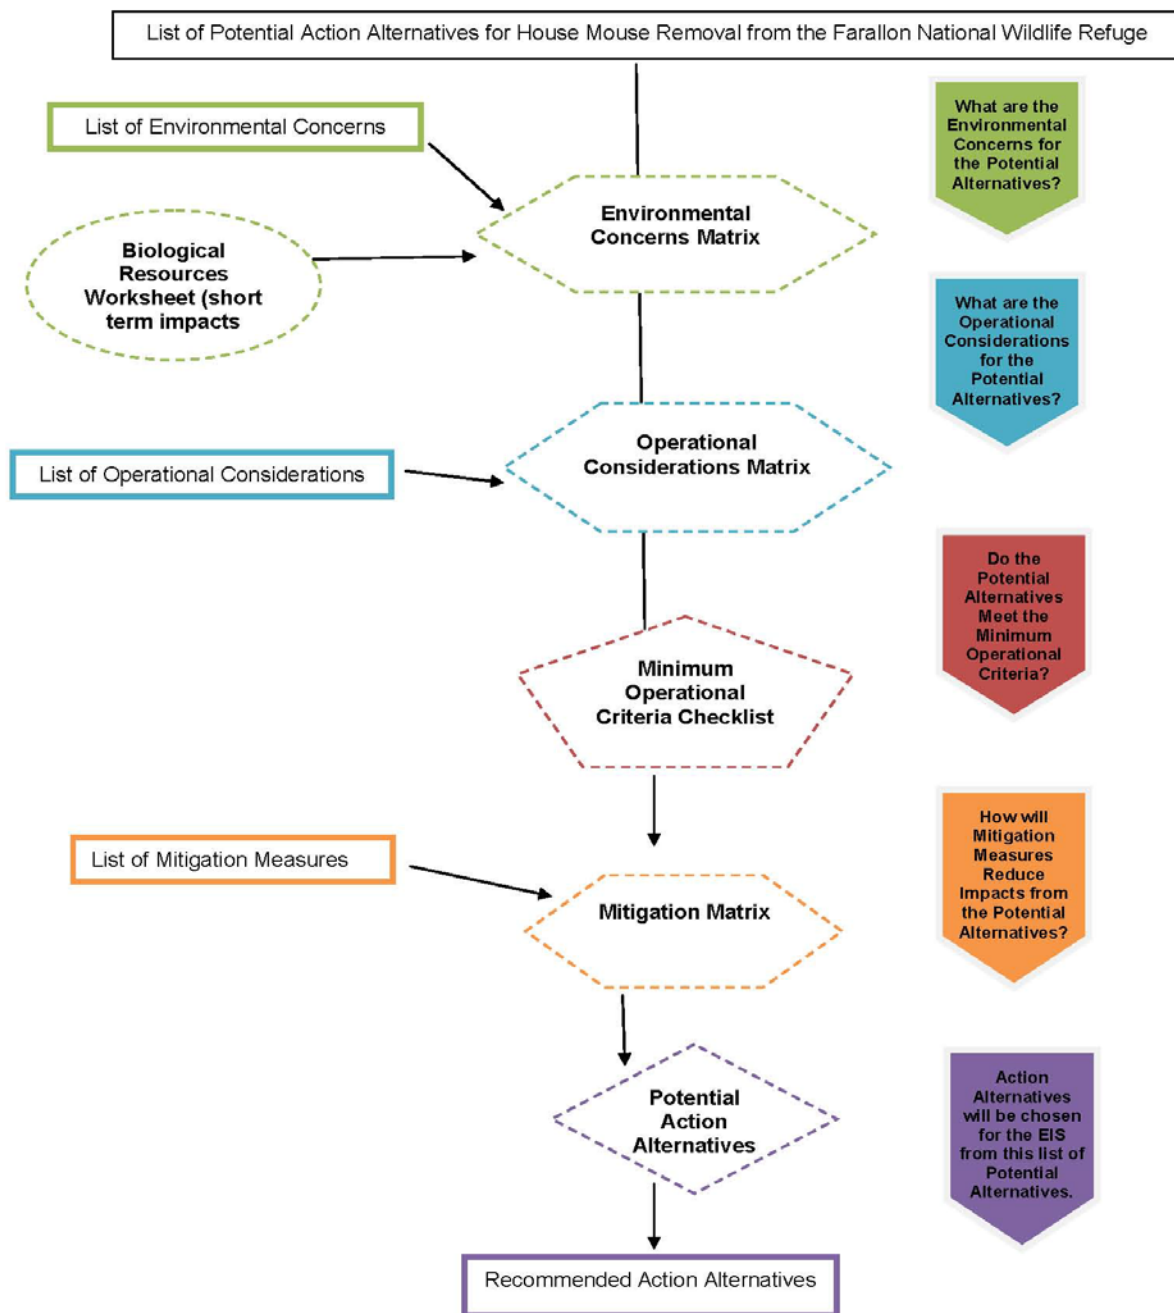 List of Potential Action Alternatives for House Mouse Removal from the Farallon National Wildlife Refuge
List of Environmental Concerns
What are the
Environmental
Concerns for
the Potential
Alternatives?
Environmental
Concerns Matrix
Biological
Resources
Worksheet (short
term impacts
What are the
Operational
Considerations
for the
Potential
Alternatives?
Operational
Considerations Matrix
List of Operational Considerations
Do the
Potential
Alternatives
Meet the
Minimum
Operational
Criteria?
Minimum
Operational
Criteria Checklist
How will
Mitigation
Measures
Reduce
Impacts from
the Potential
Alternatives?
List of Mitigation Measures
Mitigation Matrix
Potential
Action
Alternatives
Action
Alternatives
will be chosen
for the EIS
from this list of
Potential
Alternatives.
Recommended Action Alternatives